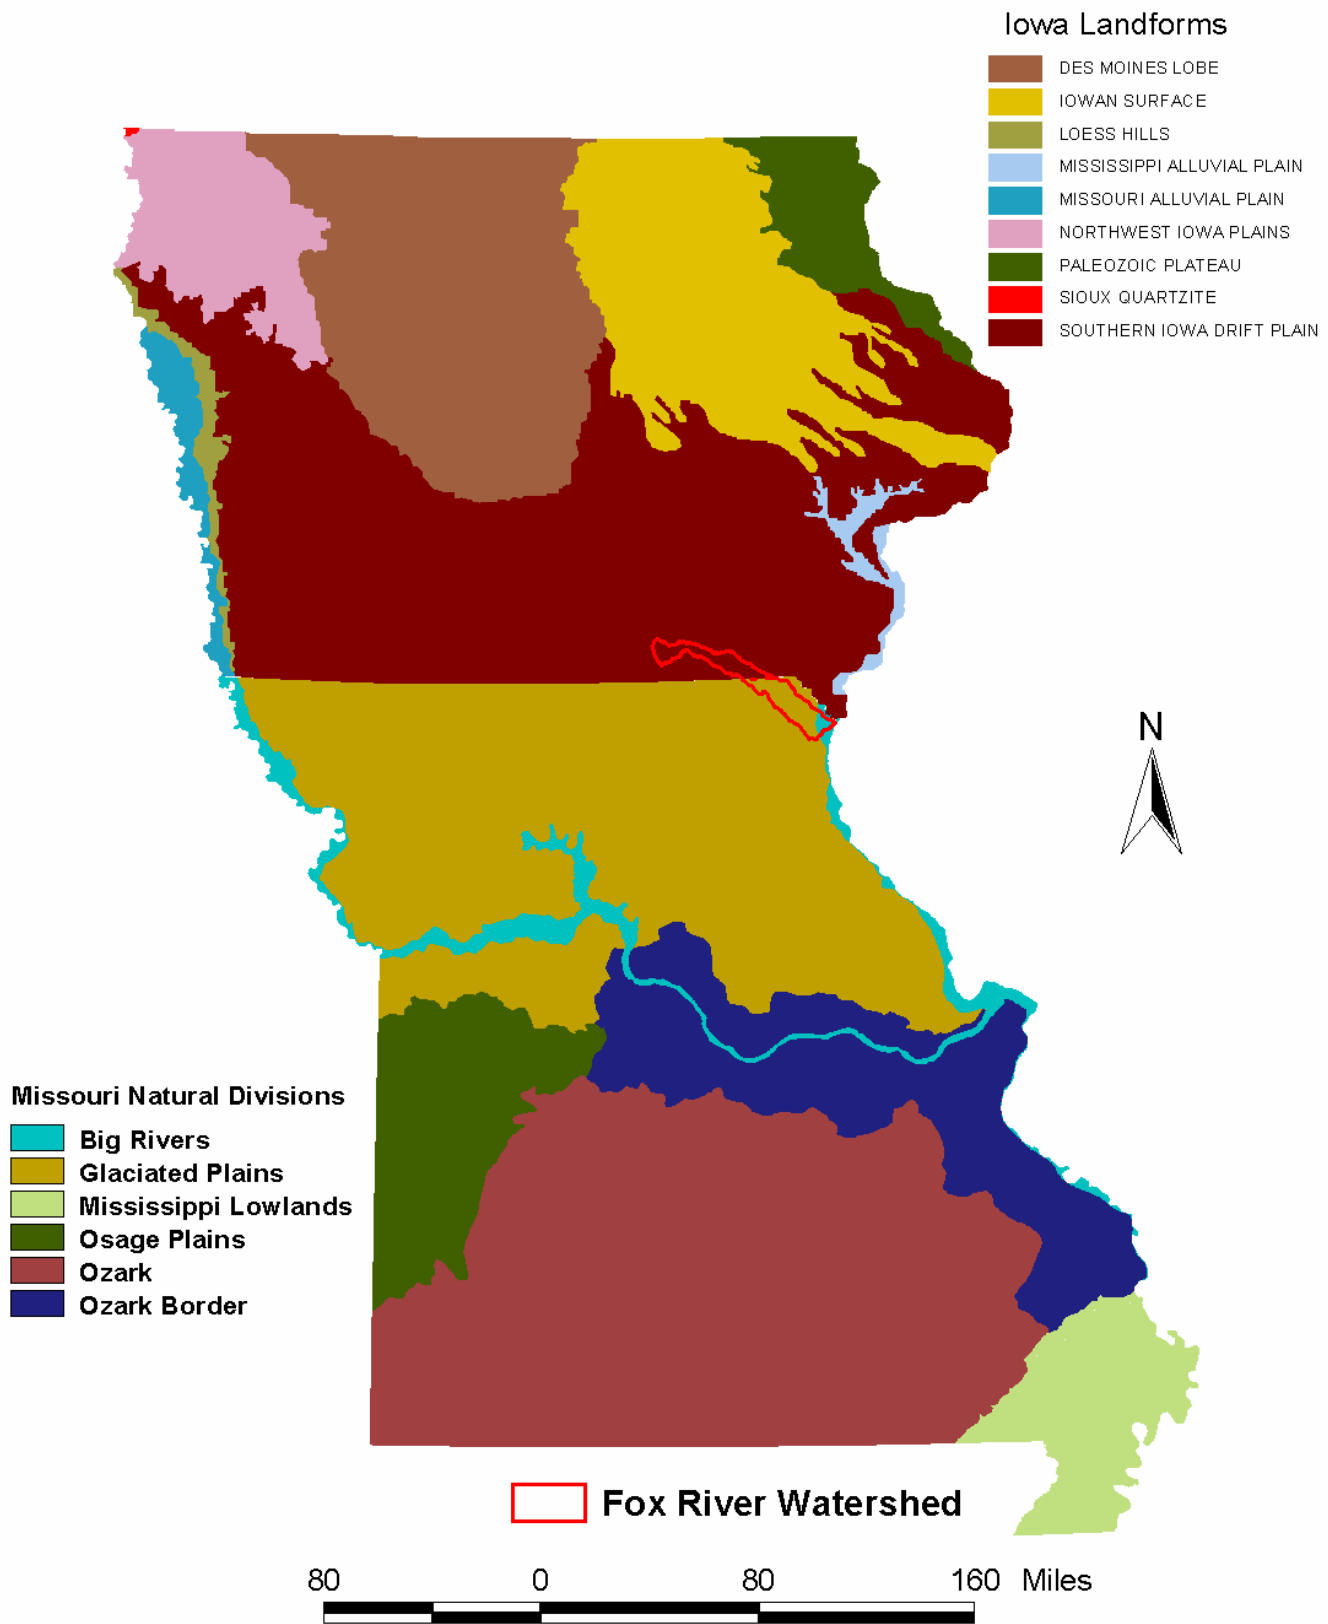 Iowa Landforms
DES MOINES LOBE
IOWAN SURFACE
LOESS HILLS
MISSISSIPPI ALLUVIAL PLAIN
MISSOURI ALLUVIAL PLAIN
NORTHWEST IOWA PLAINS
PALEOZOIC PLATEAU
SIOUX QUARTZITE
SOUTHERN IOWA DRIFT PLAIN
N
Missouri Natural Divisions
Big Rivers
Glaciated Plains
Mississippi Lowlands
Osage Plains
Ozark
Ozark Border
Fox River Watershed
80 0 80 160 Miles